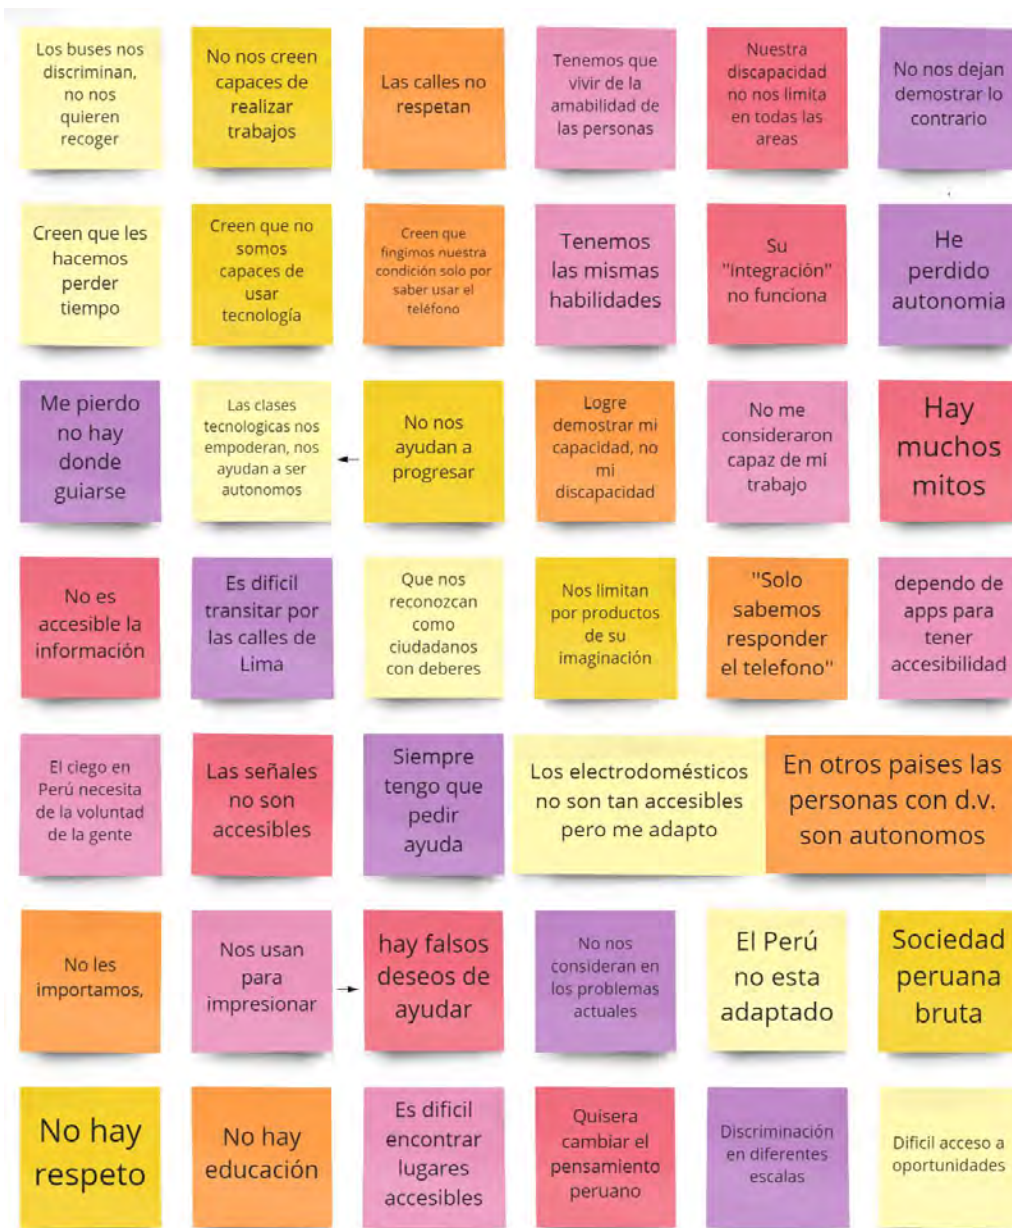 Los buses nos
discriminan,
no nos
quieren
recoger
No nos creen
capaces de
realizar
trabajos
Las calles no
respetan
Tenemos que
vivir de la
amabilidad de
las personas
Nuestra
discapacidad
no nos limita
en todas las
areas
No nos dejan
demostrar lo
contrario
Creen que les
hacemos
perder
tiempo
Creen que no
somos
capaces de
usar
tecnología
Creen que
fingimos nuestra
condición solo por
saber usar el
teléfono
Tenemos
las mismas
habilidades
Su
"integración"
no funciona
He
perdido
autonomia
Me pierdo
no hay
donde
guiarse
Las clases
tecnologicas nos
empoderan, nos
ayudan a ser
autonomos
No nos
ayudan a
progresar
Logre
demostrar mi
capacidad, no
mi
discapacidad
No me
consideraron
capaz de mi
trabajo
Hay
muchos
mitos
No es
accesible la
información
Es dificil
transitar por
las calles de
Lima
Que nos
reconozcan
como
ciudadanos
con deberes
Nos limitan
por productos
de su
imaginación
"Solo
sabemos
responder
el telefono"
dependo de
apps para
tener
accesibilidad
El ciego en
Perú necesita
de la voluntad
de la gente
Las señales
no son
accesibles
Siempre
tengo que
pedir
ayuda
Los electrodomésticos
no son tan accesibles
pero me adapto
En otros paises las
personas con d.v.
son autonomos
No les
importamos,
Nos usan
para
impresionar
hay falsos
deseos de
ayudar
No nos
consideran en
los problemas
actuales
El Perú
no esta
adaptado
Sociedad
peruana
bruta
No hay
respeto
No hay
educación
Es dificil
encontrar
lugares
accesibles
Quisera
cambiar el
pensamiento
peruano
Discriminación
en diferentes
escalas
Dificil acceso a
oportunidades